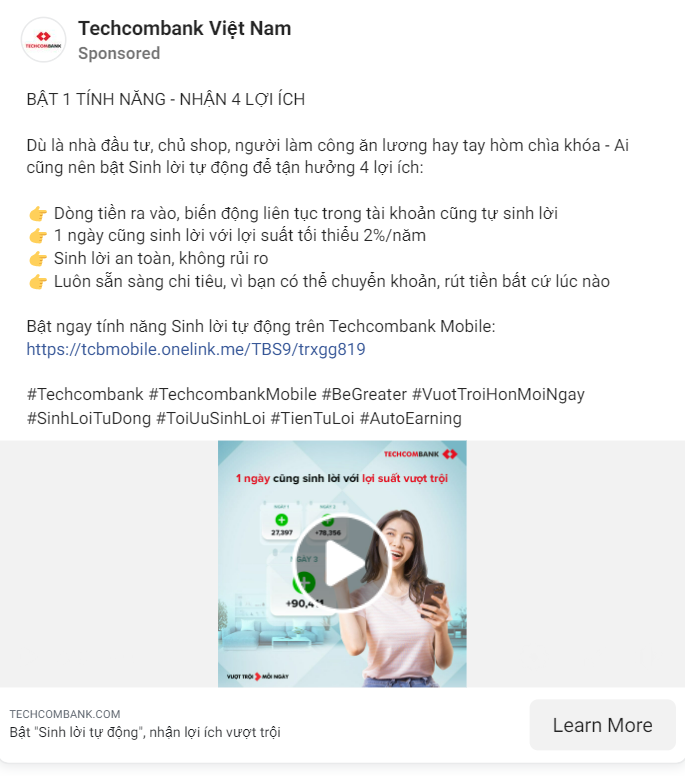 TECHCOMBANK
Techcombank Việt Nam
Sponsored
BẬT 1 TÍNH NĂNG - NHẬN 4 LỢI ÍCH
Dù là nhà đầu tư, chủ shop, người làm công ăn lương hay tay hòm chìa khóa - Ai
cũng nên bật Sinh lời tự động để tận hưởng 4 lợi ích:
👉 Dòng tiền ra vào, biến động liên tục trong tài khoản cũng tự sinh lời
👉 1 ngày cũng sinh lời với lợi suất tối thiểu 2%/năm
👉 Sinh lời an toàn, không rủi ro
👉 Luôn sẵn sàng chi tiêu, vì bạn có thể chuyển khoản, rút tiền bất cứ lúc nào
Bật ngay tính năng Sinh lời tự động trên Techcombank Mobile:
https://tcbmobile.onelink.me/TBS9/trxgg819
#Techcombank #TechcombankMobile #BeGreater #VuotTroiHonMoiNgay
#SinhLoiTuDong #ToiUuSinhLoi #TienTuLoi #AutoEarning
TECHCOMBANK
1 ngày cũng sinh lời với lợi suất vượt trội
NGÀY 1
NGÀY 2
27,397
+78,356
NGÀY 3
VƯỢT TRỘI MỖI NGÀY
TECHCOMBANK.COM
Bật "Sinh lời tự động", nhận lợi ích vượt trội
Learn More